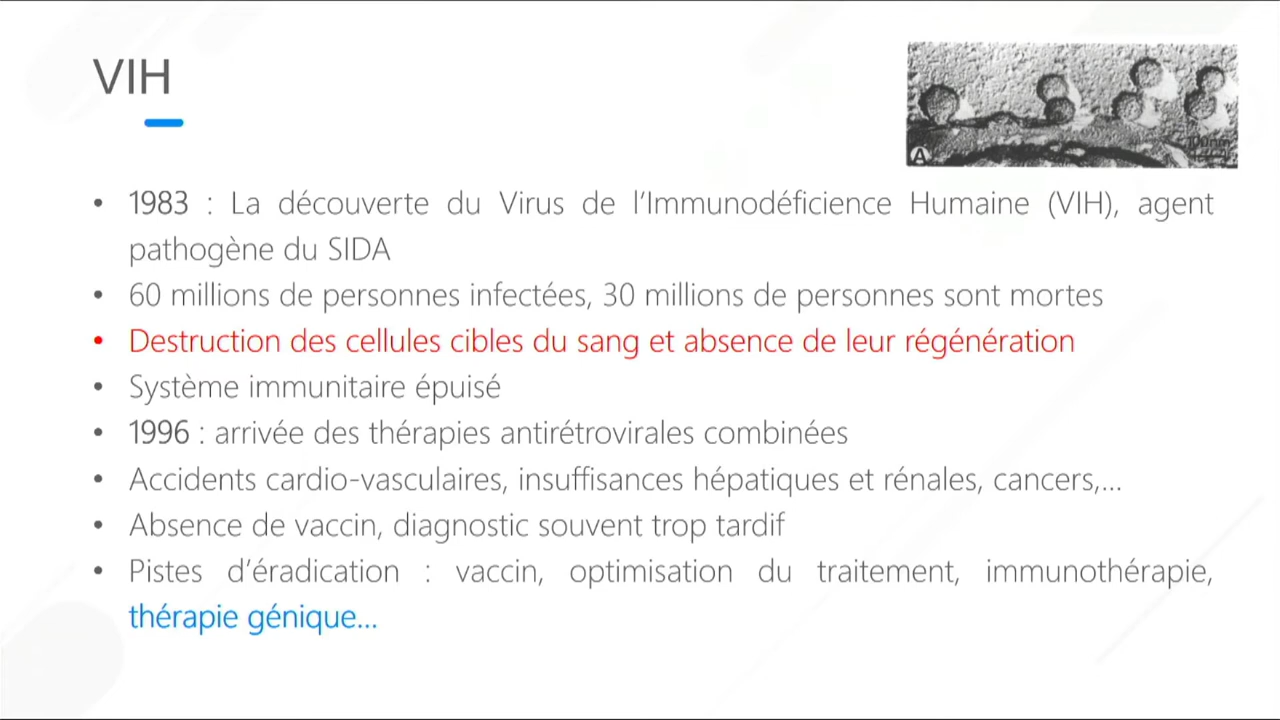 VIH
A
100nm
• 1983 : La découverte du Virus de l’Immunodéficience Humaine (VIH), agent
pathogène du SIDA
• 60 millions de personnes infectées, 30 millions de personnes sont mortes
• Destruction des cellules cibles du sang et absence de leur régénération
• Système immunitaire épuisé
• 1996 : arrivée des thérapies antirétrovirales combinées
• Accidents cardio-vasculaires, insuffisances hépatiques et rénales, cancers,...
• Absence de vaccin, diagnostic souvent trop tardif
• Pistes d’éradication : vaccin, optimisation du traitement, immunothérapie,
thérapie génique...